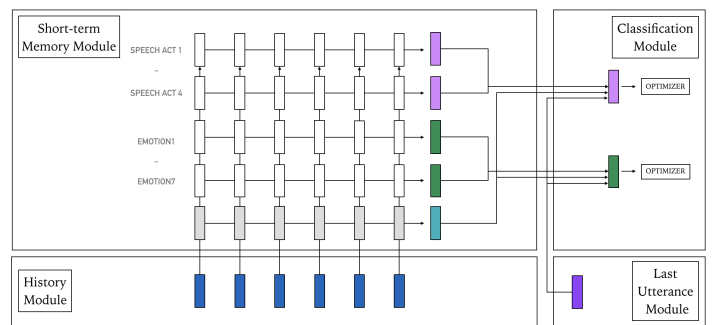 Short-term
Memory Module
SPEECH ACT 1
~
SPEECH ACT 4
EMOTION1
~
EMOTION7
Classification
Module
OPTIMIZER
OPTIMIZER
History
Module
Last
Utterance
Module